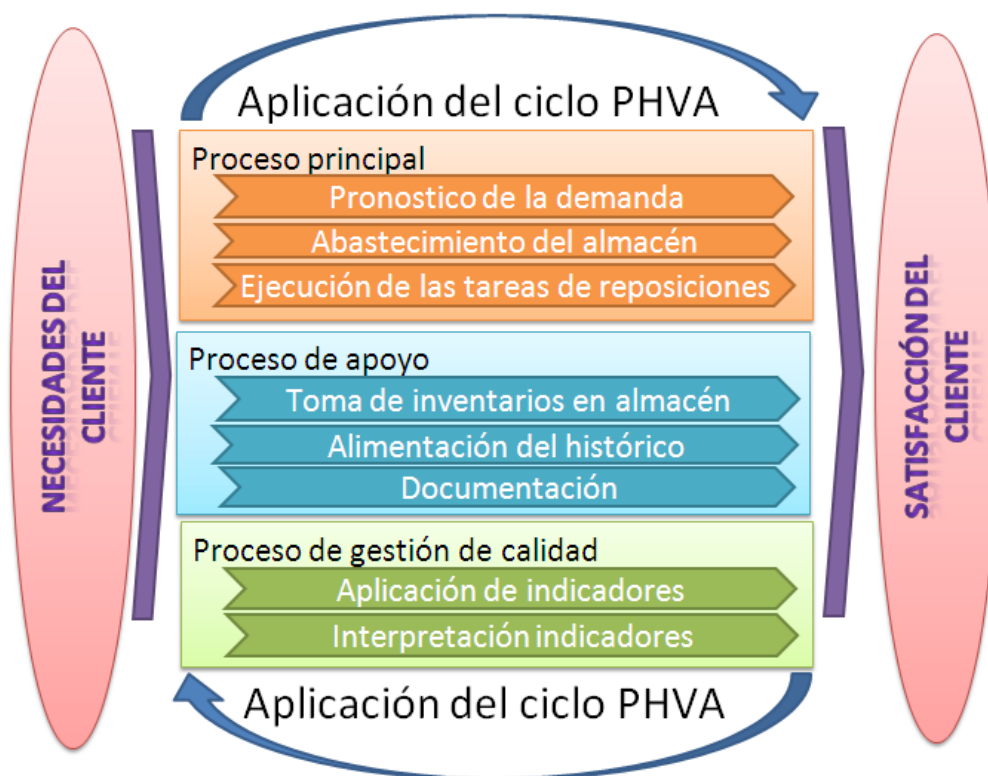 Aplicación del ciclo PHVA
NECESIDADES DEL
CLIENTE
Proceso principal
Pronostico de la demanda
Abastecimiento del almacén
Ejecución de las tareas de reposiciones
Proceso de apoyo
Toma de inventarios en almacén
Alimentación del histórico
Documentación
Proceso de gestión de calidad
Aplicación de indicadores
Interpretación indicadores
SATISFACCIÓN DEL
CLIENTE
Aplicación del ciclo PHVA